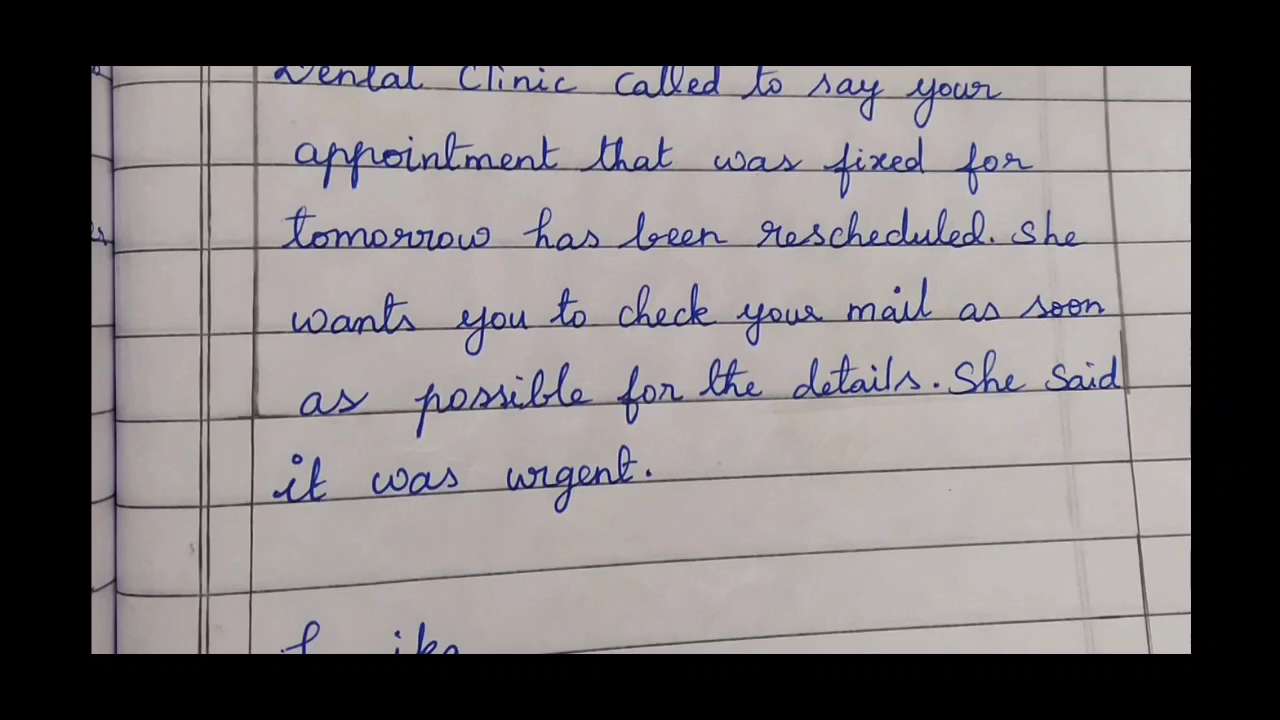 Dental Clinic called to say your
appointment that was fixed for
tomorrow has been rescheduled. She
wants you to check your mail as soon
as possible for the details. She said
it was urgent.